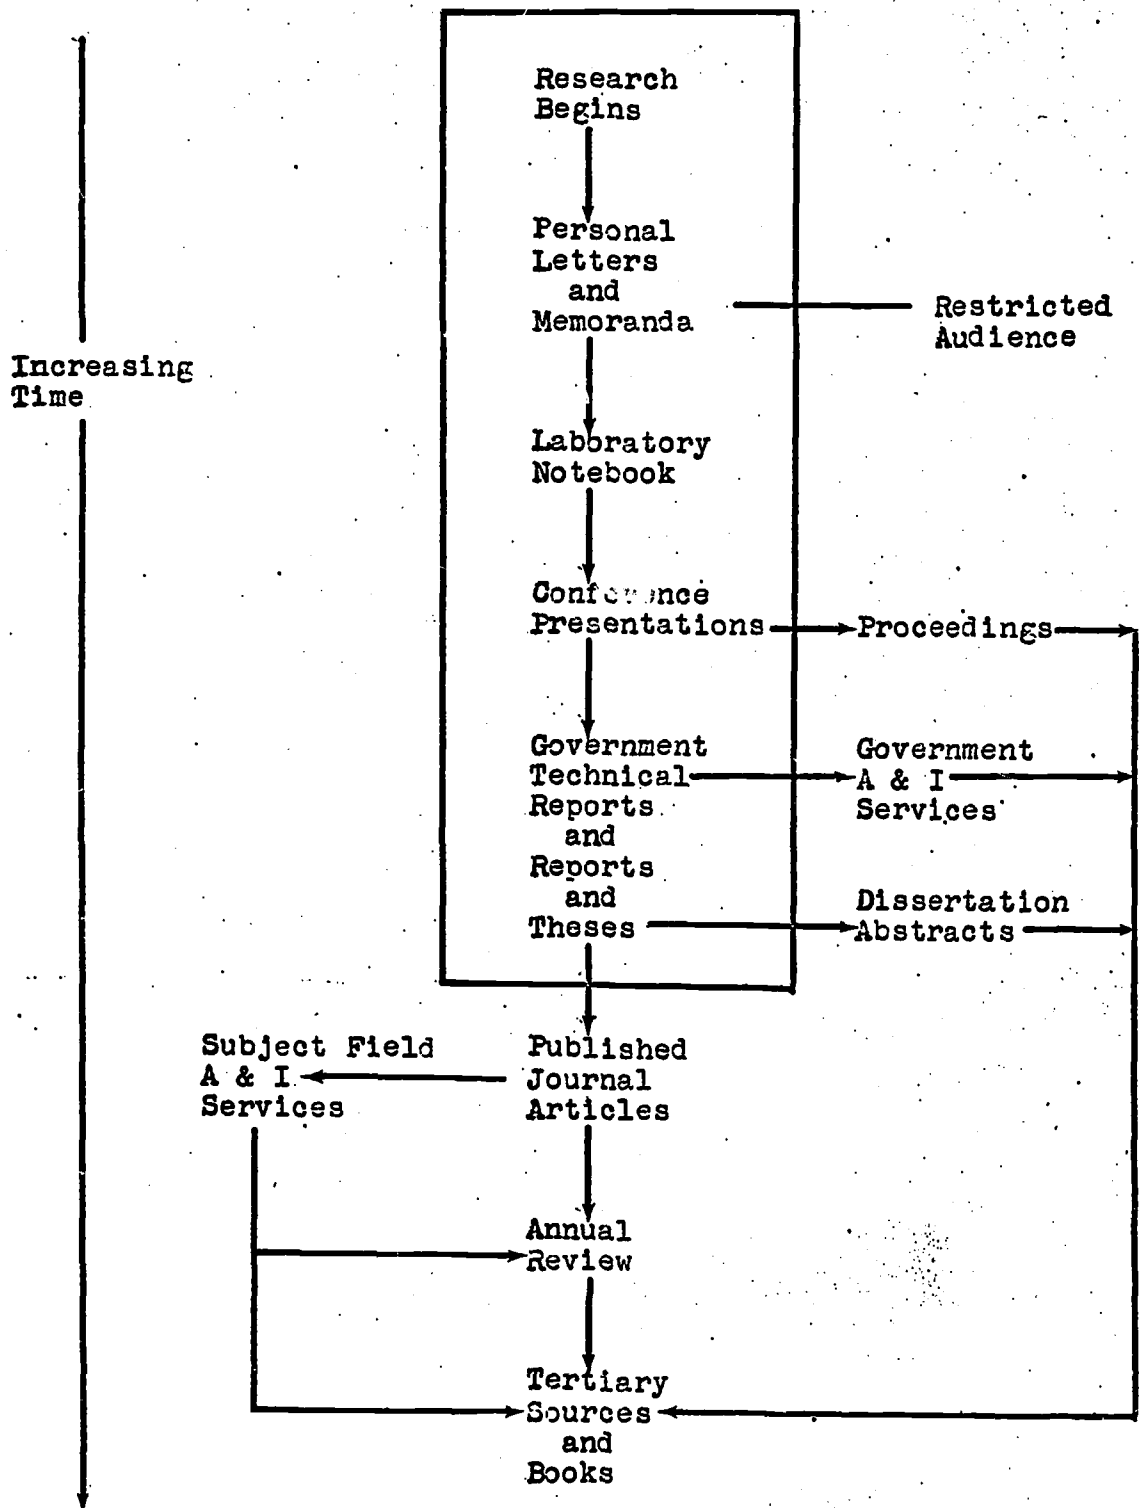 Research
Begins
Personal
Letters
and
Memoranda
Restricted
Audience
Increasing
Time
Laboratory
Notebook
Conference
Presentations
Proceedings
Government
Technical
Reports
and
Reports
and
Theses
Government
A & I
Services
Dissertation
Abstracts
Subject Field
A & I
Services
Published
Journal
Articles
Annual
Review
Tertiary
Sources
and
Books